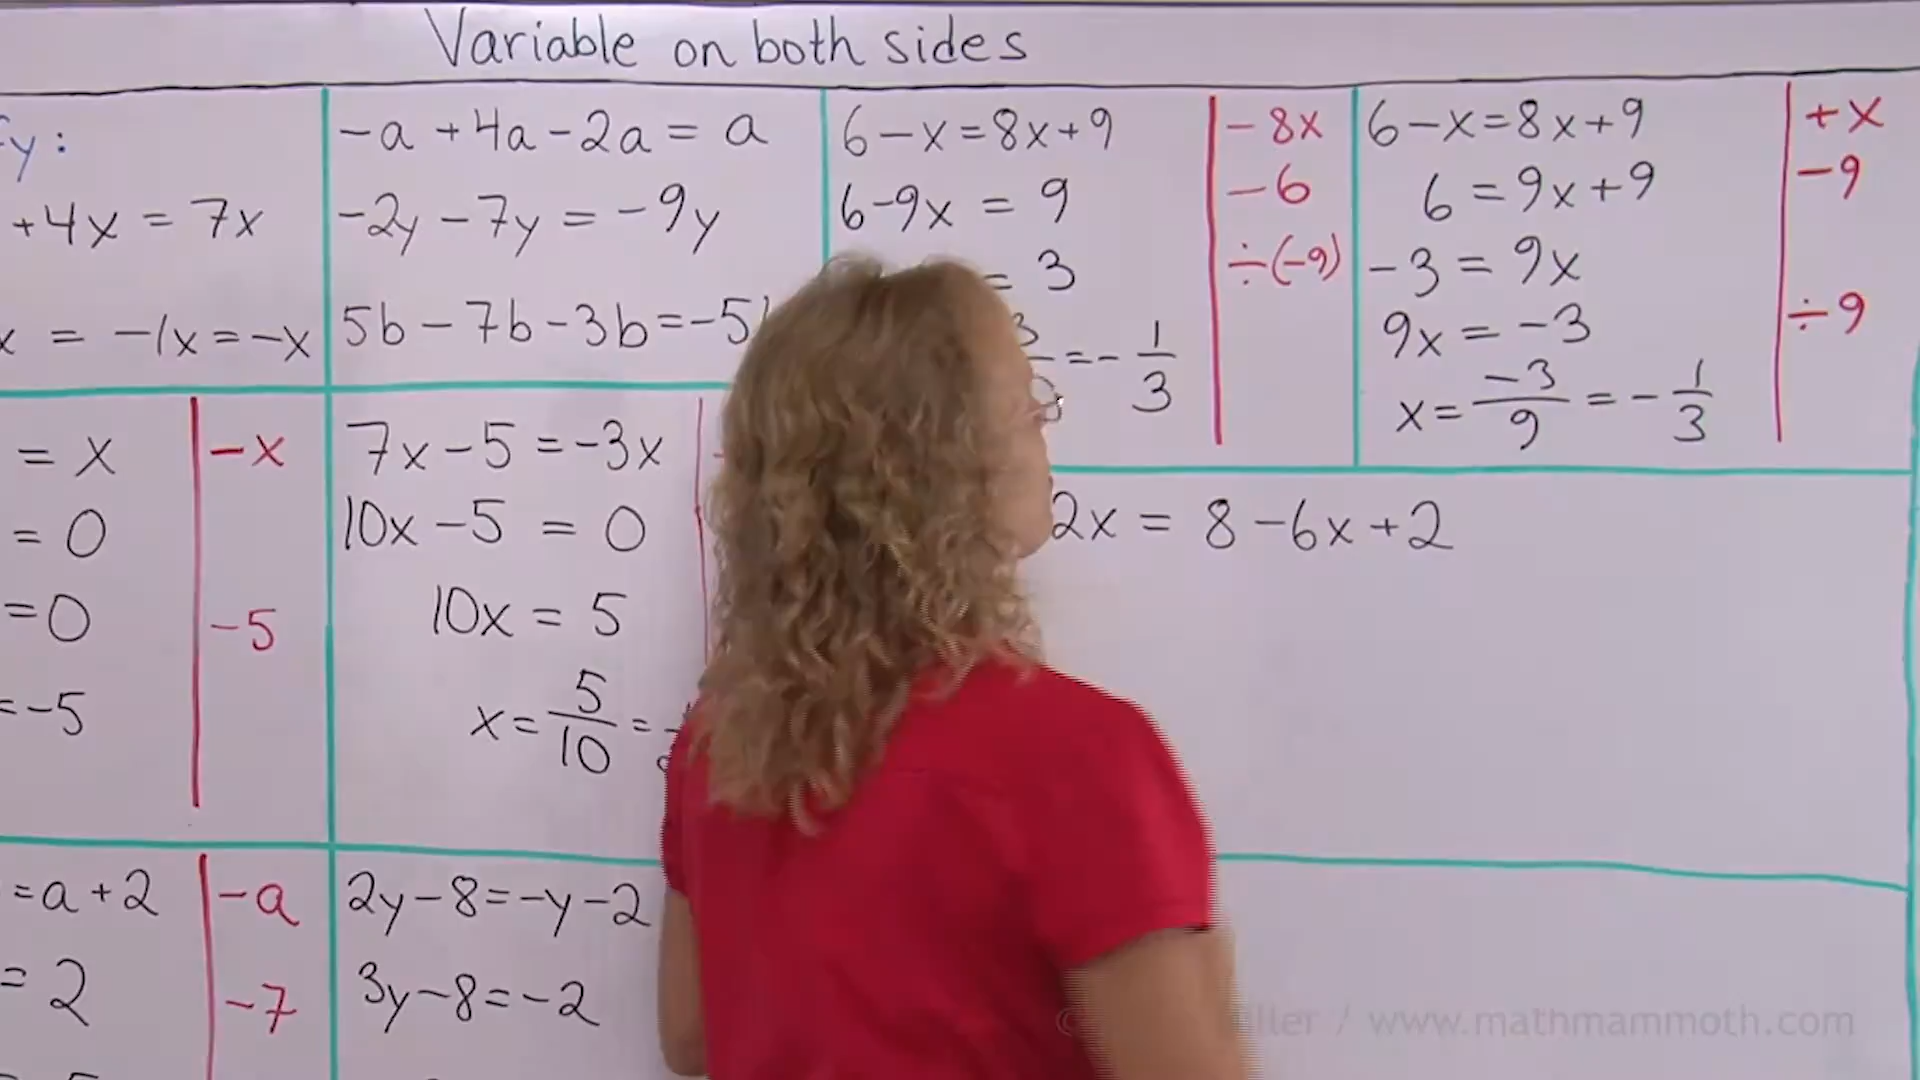 Variable on both sides
fy:
+4x = 7x
x = -1x = -x
-a + 4a - 2a = a
-2y - 7y = -9y
5b - 7b - 3b = -5
6 - x = 8x + 9
-8x
6 - 9x = 9
-6
= 3
÷(-9)
= - 1/3
6 - x = 8x + 9
+x
6 = 9x + 9
-9
-3 = 9x
9x = -3
÷9
x = -3/9 = - 1/3
= x
-x
= 0
= 0
-5
= -5
7x - 5 = -3x
10x - 5 = 0
10x = 5
x = 5/10 =
2x = 8 - 6x + 2
= a + 2
-a
= 2
-7
2y - 8 = -y - 2
3y - 8 = -2
/ www.mathmammoth.com